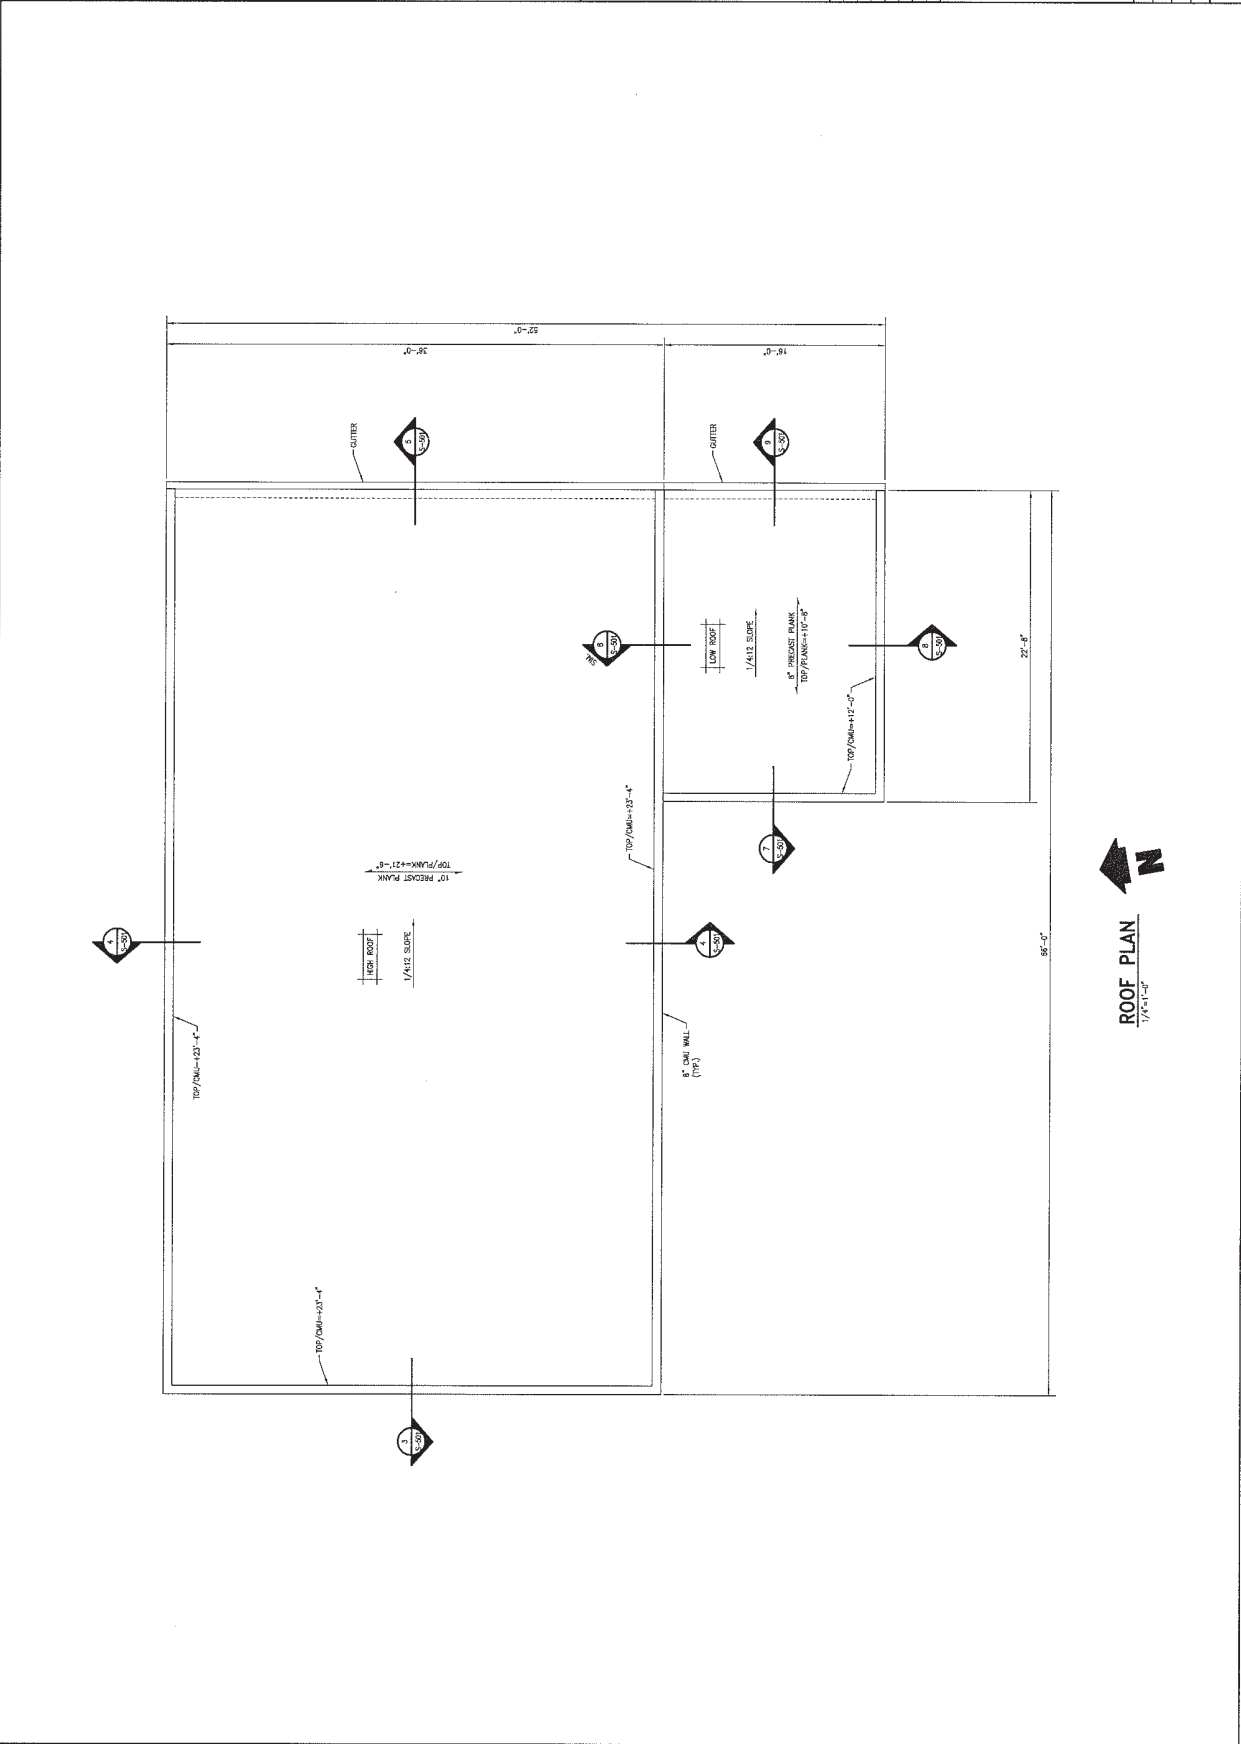 4
S-501
TOP/CMU=+23'-4"
TOP/CMU=+23'-4"
HIGH ROOF
1/4:12 SLOPE
10" PRECAST PLANK
TOP/PLANK=+21'-6"
3
S-501
GUTTER
5
S-501
36'-0"
52'-0"
SIM.
8
S-501
TOP/CMU=+23'-4"
8" CMU WALL
(TYP.)
4
S-501
LOW ROOF
1/4:12 SLOPE
8" PRECAST PLANK
TOP/PLANK=+10'-8"
GUTTER
9
S-501
16'-0"
7
S-501
TOP/CMU=+12'-0"
8
S-501
22'-8"
66'-0"
ROOF PLAN
1/4"=1'-0"
N